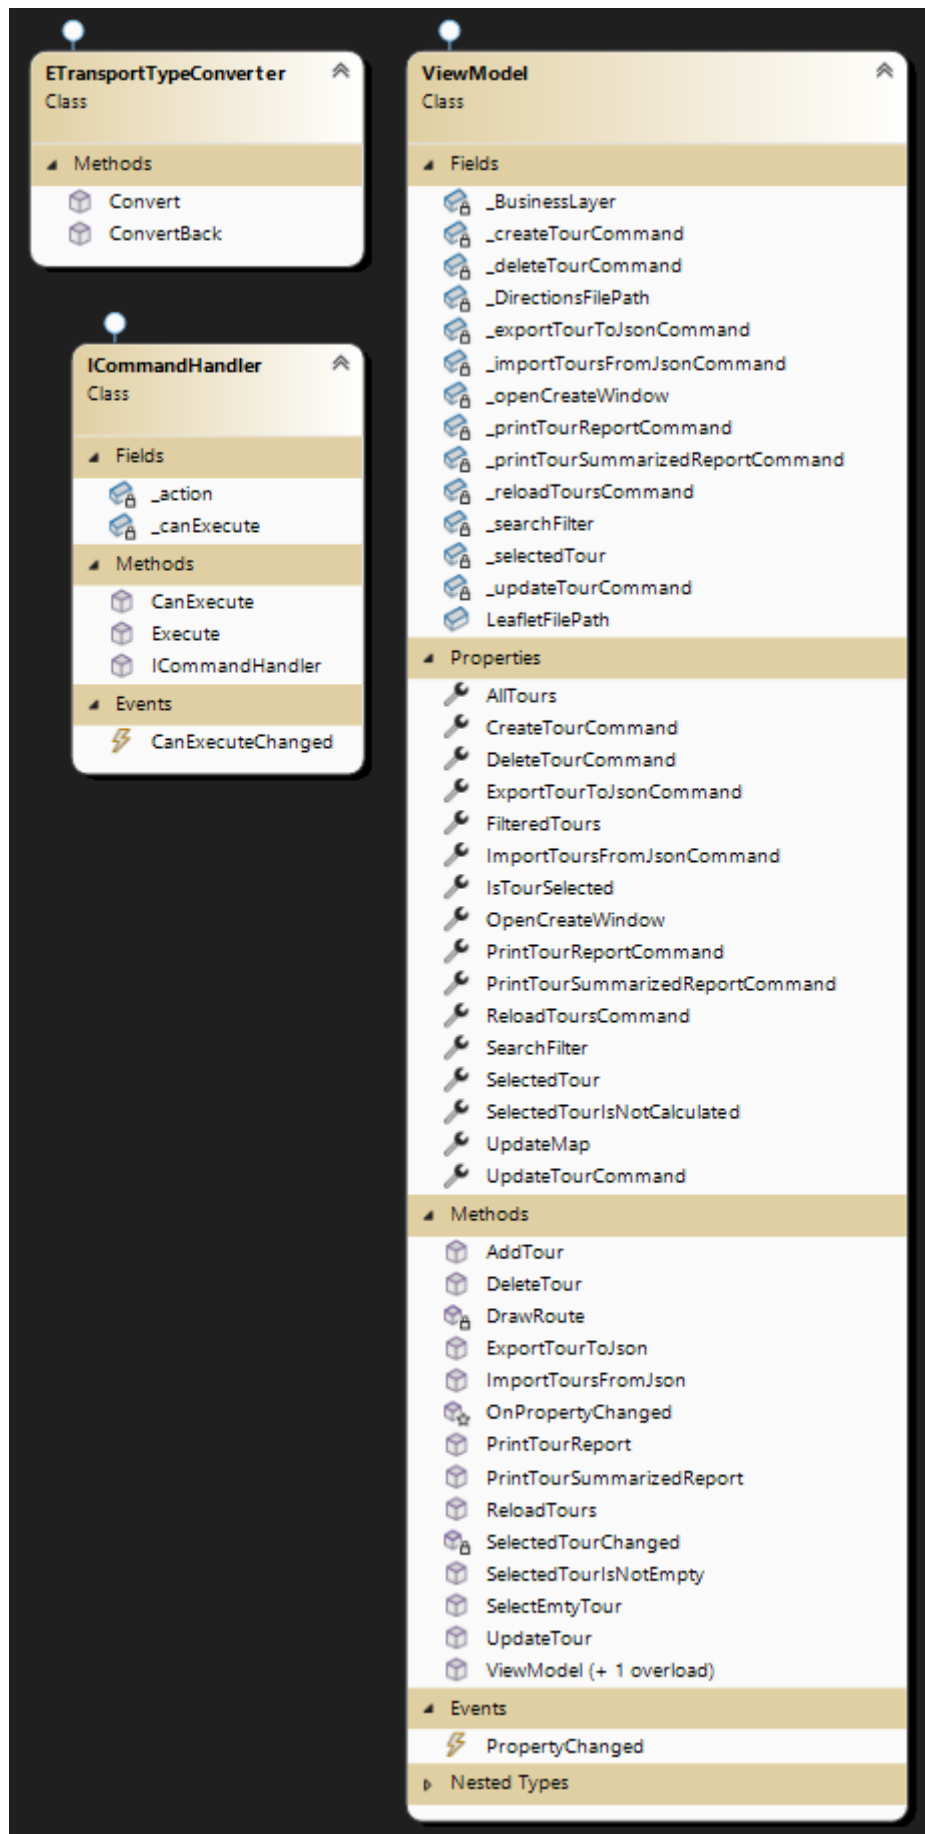 ETransportTypeConverter
Class
Methods
Convert
ConvertBack
ICommandHandler
Class
Fields
_action
_canExecute
Methods
CanExecute
Execute
ICommandHandler
Events
CanExecuteChanged
ViewModel
Class
Fields
_BusinessLayer
_createTourCommand
_deleteTourCommand
_DirectionsFilePath
_exportTourToJsonCommand
_importToursFromJsonCommand
_openCreateWindow
_printTourReportCommand
_printTourSummarizedReportCommand
_reloadToursCommand
_searchFilter
_selectedTour
_updateTourCommand
LeafletFilePath
Properties
AllTours
CreateTourCommand
DeleteTourCommand
ExportTourToJsonCommand
FilteredTours
ImportToursFromJsonCommand
IsTourSelected
OpenCreateWindow
PrintTourReportCommand
PrintTourSummarizedReportCommand
ReloadToursCommand
SearchFilter
SelectedTour
SelectedTourIsNotCalculated
UpdateMap
UpdateTourCommand
Methods
AddTour
DeleteTour
DrawRoute
ExportTourToJson
ImportToursFromJson
OnPropertyChanged
PrintTourReport
PrintTourSummarizedReport
ReloadTours
SelectedTourChanged
SelectedTourIsNotEmpty
SelectEmtyTour
UpdateTour
ViewModel (+ 1 overload)
Events
PropertyChanged
Nested Types